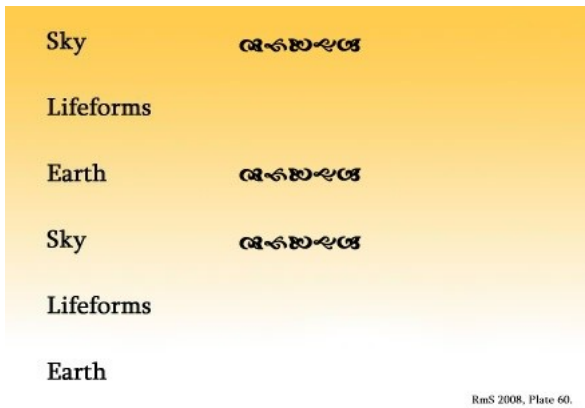 Sky
Lifeforms
Earth
Sky
Lifeforms
Earth
RmS 2008, Plate 60.